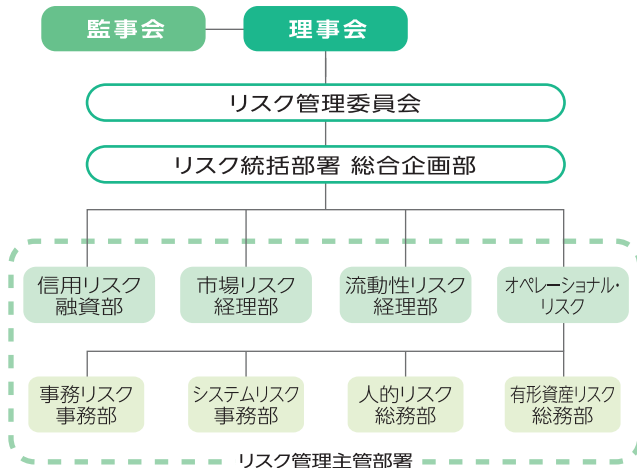 監事会
理事会
リスク管理委員会
リスク統括部署 総合企画部
信用リスク
融資部
市場リスク
経理部
流動性リスク
経理部
オペレーショナル・
リスク
事務リスク
事務部
システムリスク
事務部
人的リスク
総務部
有形資産リスク
総務部
リスク管理主管部署